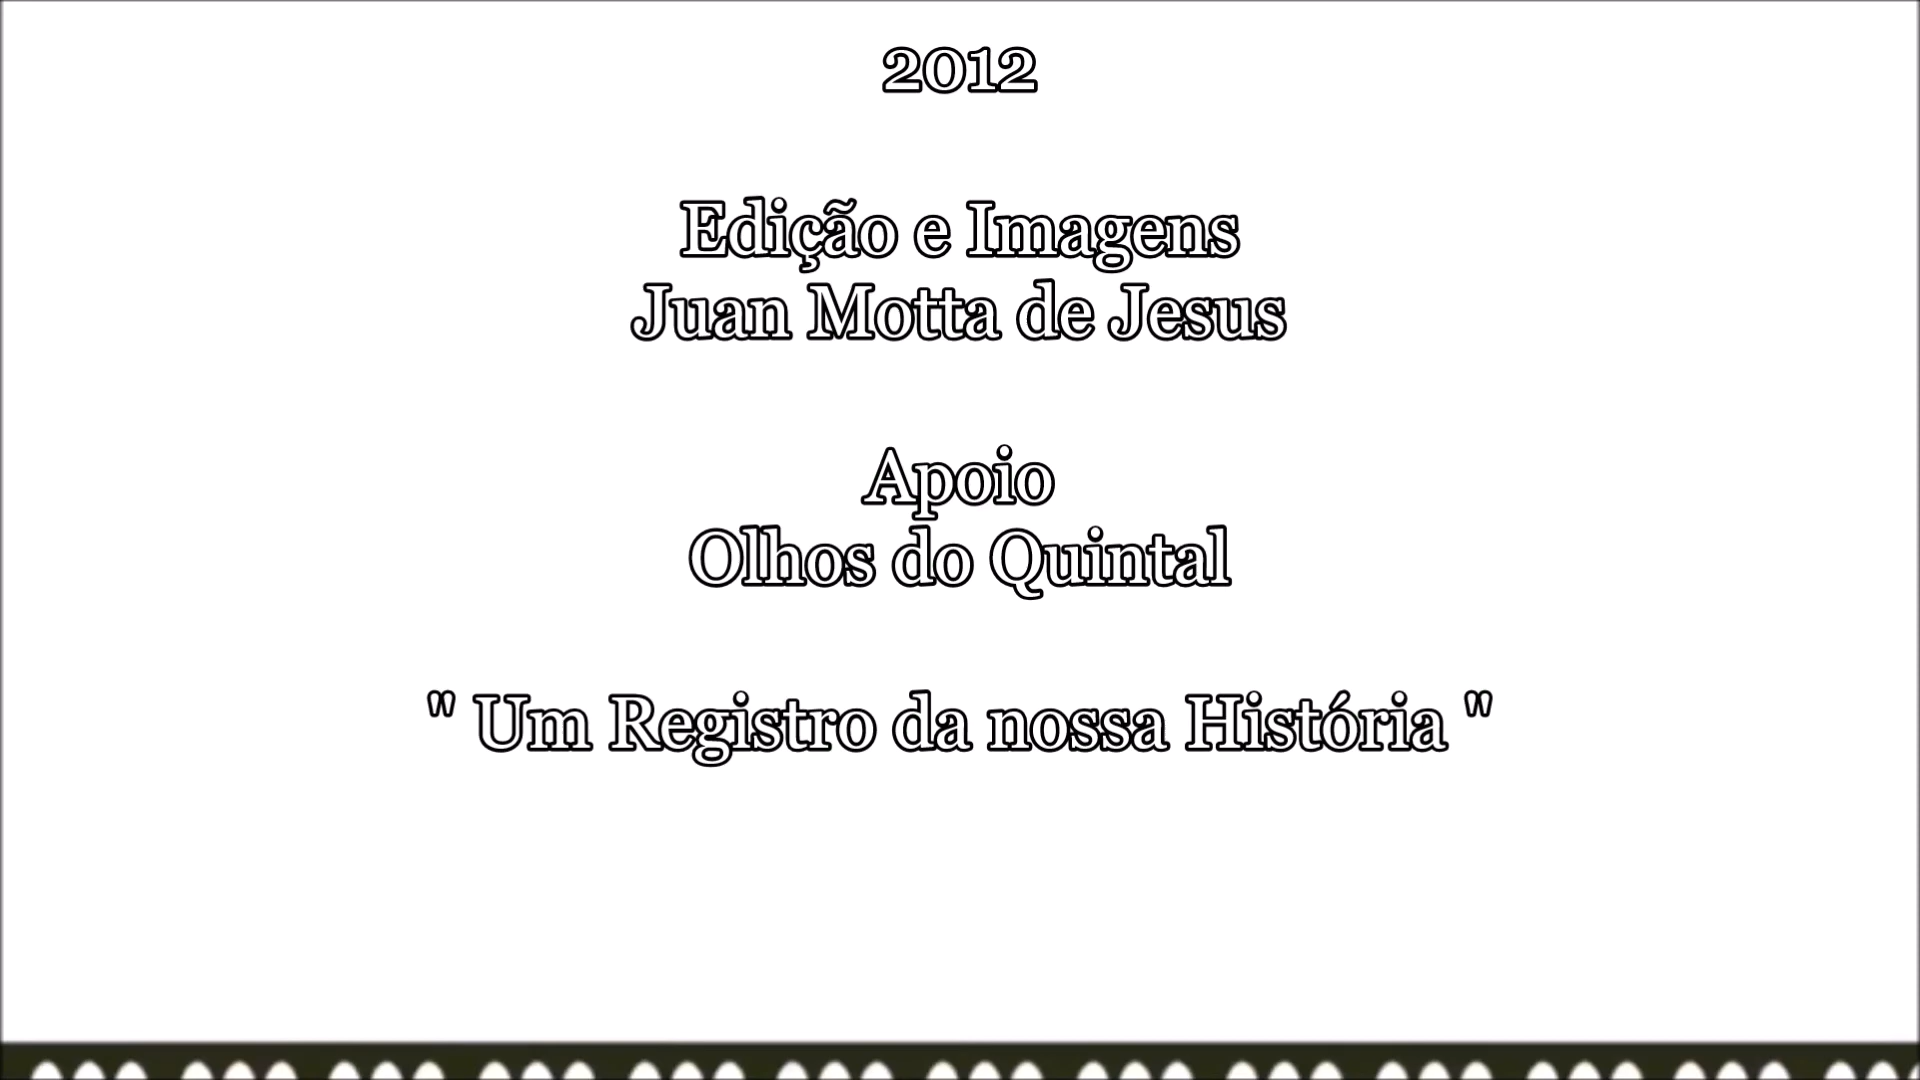 2012
Edição e Imagens
Juan Motta de Jesus
Apoio
Olhos do Quintal
" Um Registro da nossa História "